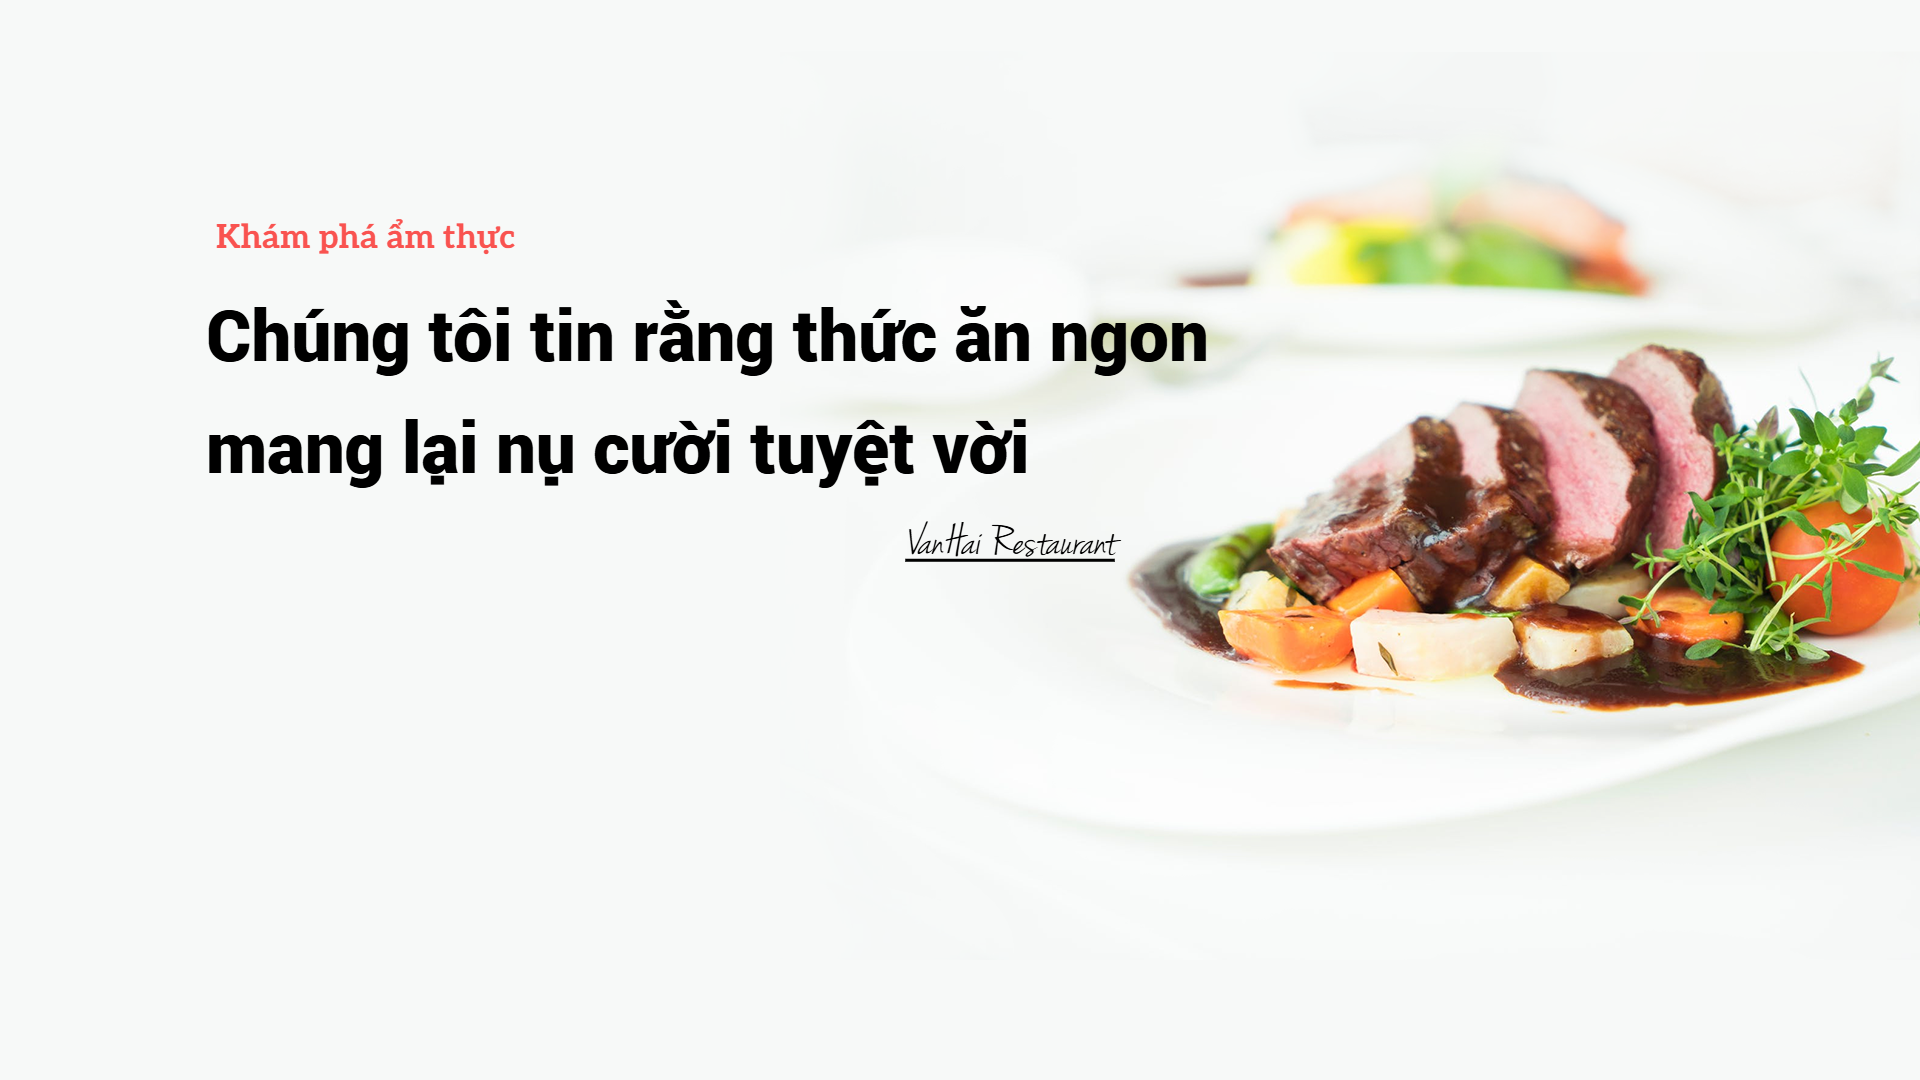 Khám phá ẩm thực
Chúng tôi tin rằng thức ăn ngon
mang lại nụ cười tuyệt vời
VanHai Restaurant